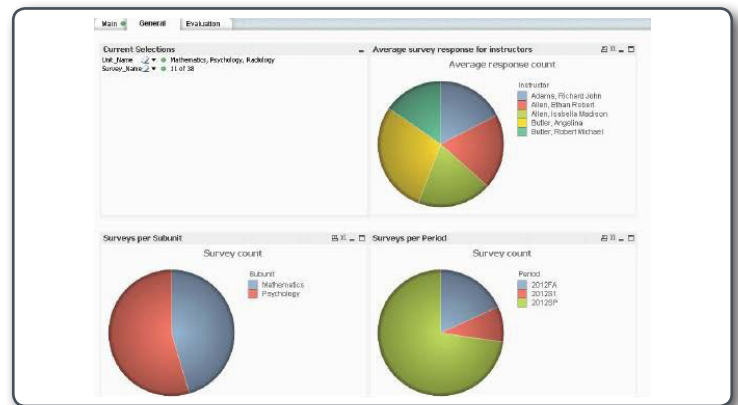 Main General Evaluation
Current Selections
Unit_Name Mathematics, Psychology, Radiology
Survey_Name 11 of 38
Average survey response for instructors
Average response count
Instructor
Adams, Richard John
Allen, Ethan Robert
Allen, Isabella Madison
Butler, Angelina
Butler, Robert Michael
Surveys per Subunit
Survey count
Subunit
Mathematics
Psychology
Surveys per Period
Survey count
Period
2012FA
2012S1
2012SP